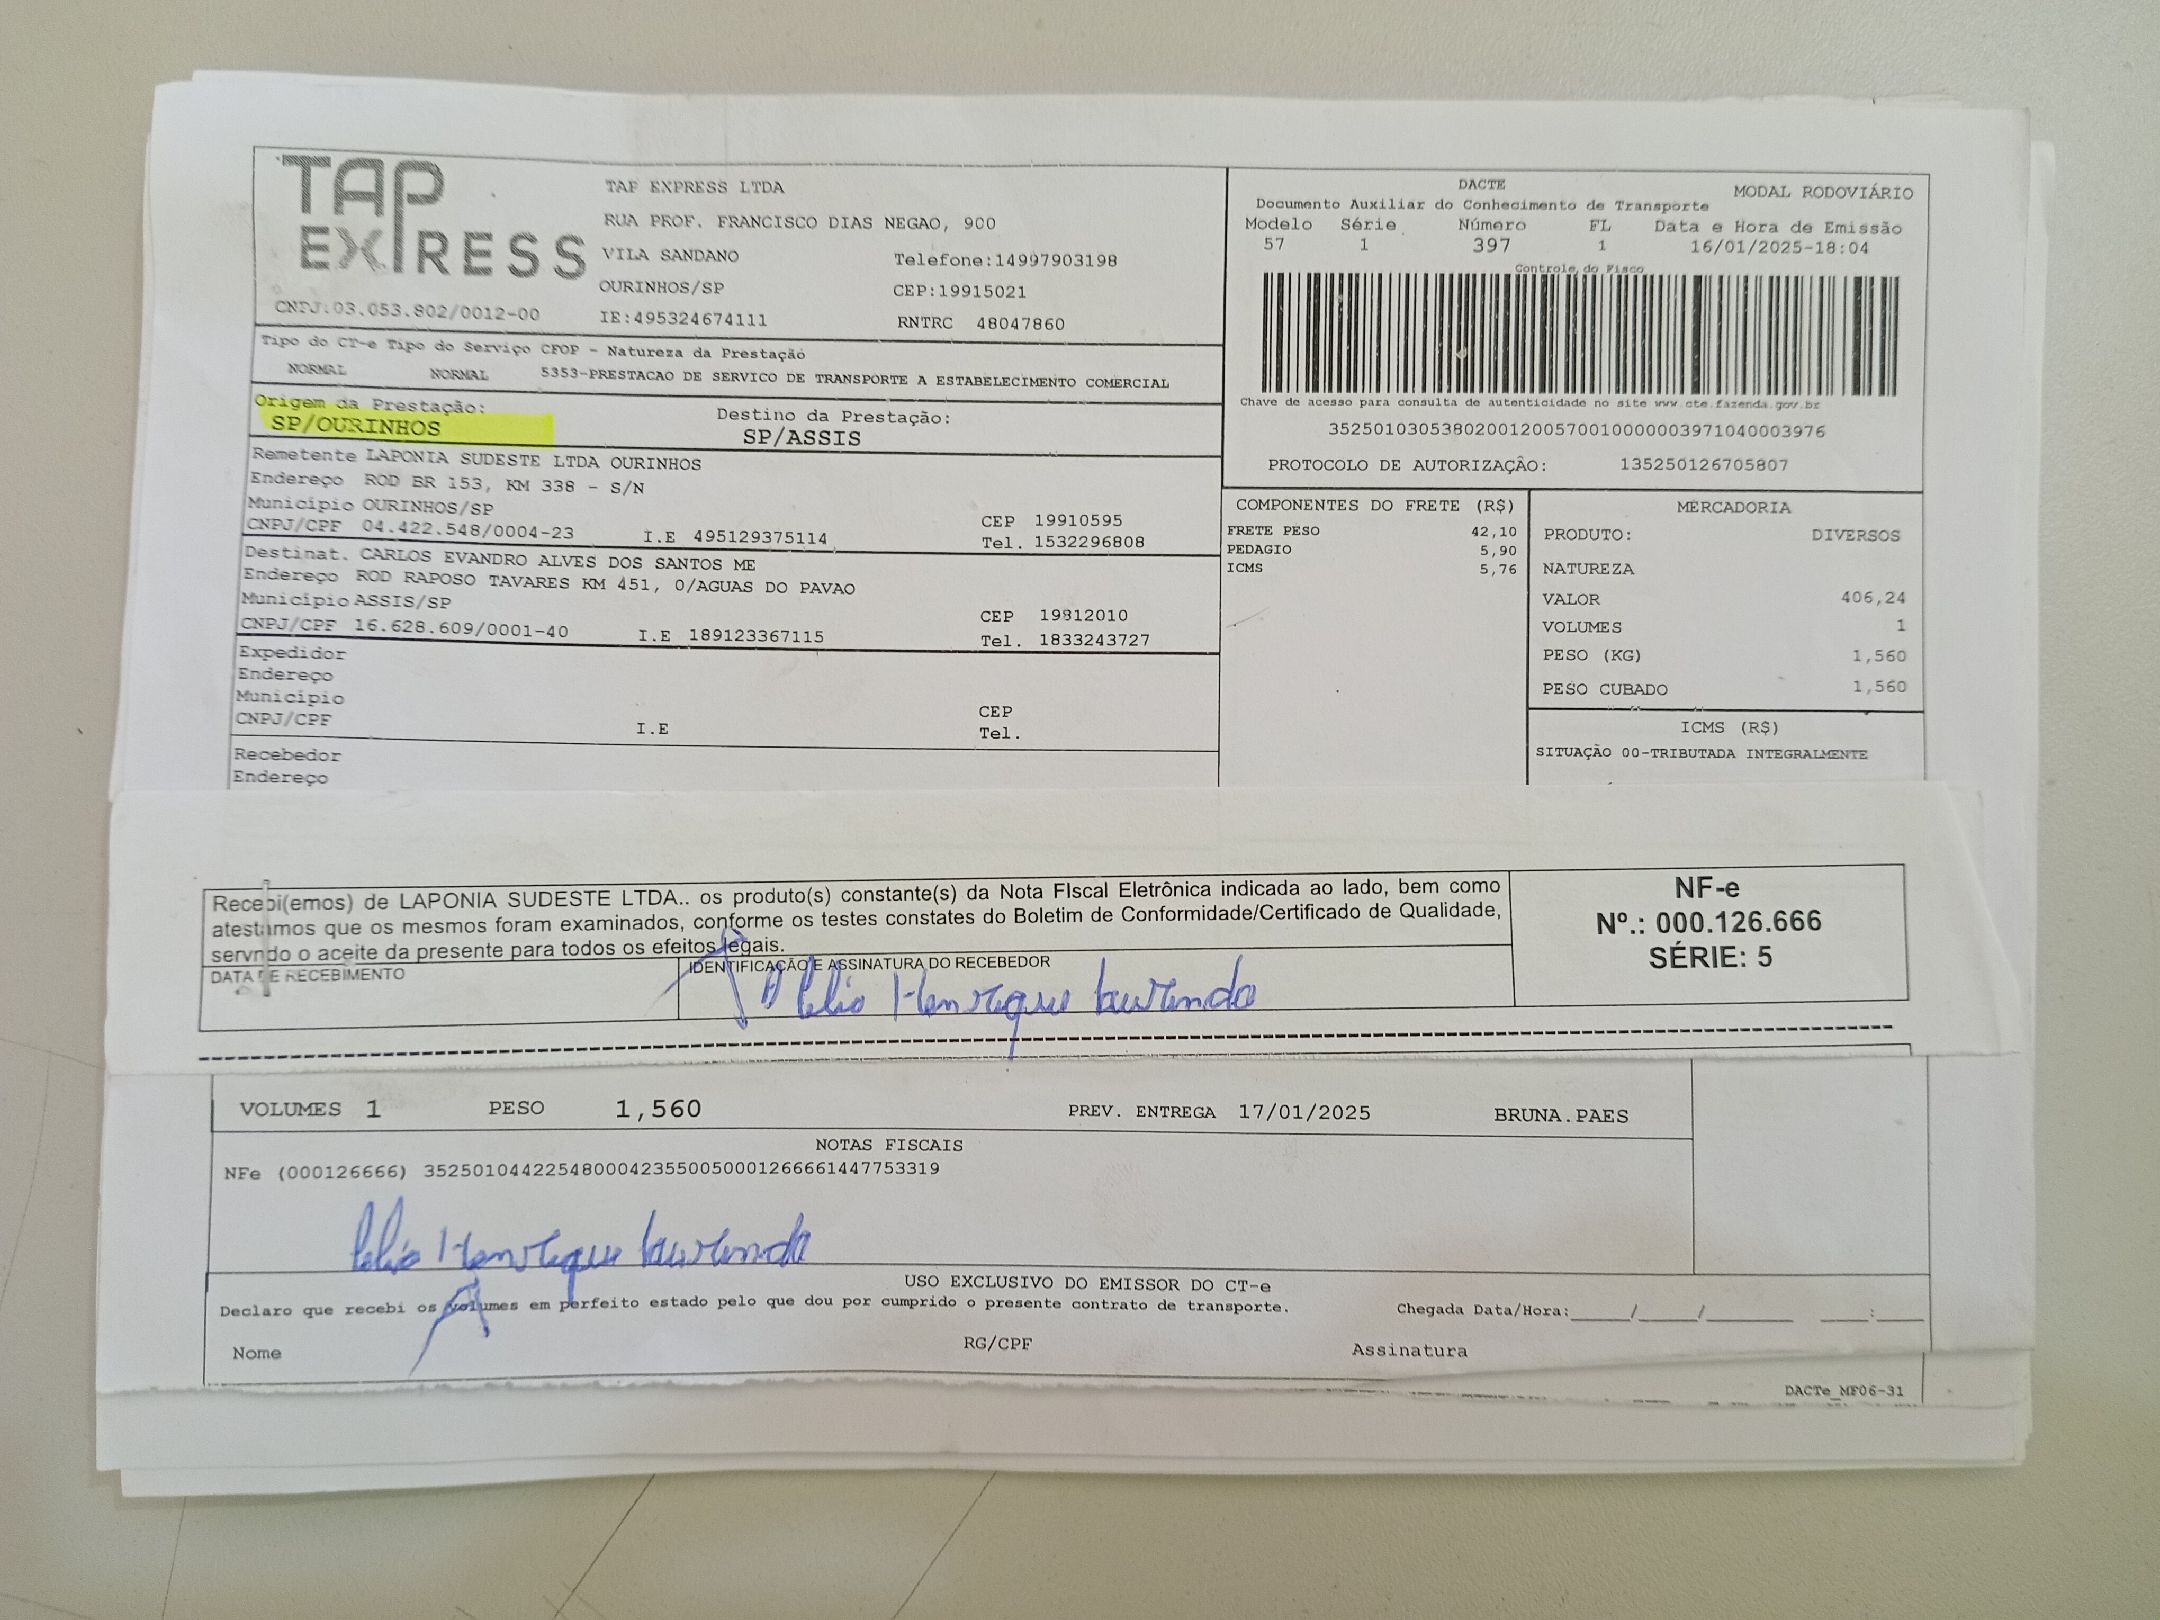 TAP
EXPRESS
TAP EXPRESS LTDA
RUA PROF. FRANCISCO DIAS NEGAO, 900
VILA SANDANO
Telefone:14997903198
OURINHOS/SP
CEP:19915021
CNPJ:03.053.802/0012-00
IE:495324674111
RNTRC 48047860
DACTE
MODAL RODOVIÁRIO
Documento Auxiliar do Conhecimento de Transporte
Modelo Série Número FL Data e Hora de Emissão
57 1 397 1 16/01/2025-18:04
Controle do Fisco
Chave de acesso para consulta de autenticidade no site www.cte.fazenda.gov.br
35250103053802001200570010000003971040003976
PROTOCOLO DE AUTORIZAÇÃO: 135250126705807
Tipo do CT-e Tipo do Serviço CFOP - Natureza da Prestação
NORMAL NORMAL 5353-PRESTACAO DE SERVICO DE TRANSPORTE A ESTABELECIMENTO COMERCIAL
Origem da Prestação: Destino da Prestação:
SP/OURINHOS SP/ASSIS
Remetente LAPONIA SUDESTE LTDA OURINHOS
Endereço ROD BR 153, KM 338 - S/N
Município OURINHOS/SP CEP 19910595
CNPJ/CPF 04.422.548/0004-23 I.E 495129375114 Tel. 1532296808
Destinat. CARLOS EVANDRO ALVES DOS SANTOS ME
Endereço ROD RAPOSO TAVARES KM 451, 0/AGUAS DO PAVAO
Município ASSIS/SP CEP 19812010
CNPJ/CPF 16.628.609/0001-40 I.E 189123367115 Tel. 1833243727
Expedidor
Endereço
Município CEP
CNPJ/CPF I.E Tel.
Recebedor
Endereço
COMPONENTES DO FRETE (R$)
FRETE PESO 42,10
PEDAGIO 5,90
ICMS 5,76
MERCADORIA
PRODUTO: DIVERSOS
NATUREZA
VALOR 406,24
VOLUMES 1
PESO (KG) 1,560
PESO CUBADO 1,560
ICMS (R$)
SITUAÇÃO 00-TRIBUTADA INTEGRALMENTE
Recebi(emos) de LAPONIA SUDESTE LTDA.. os produto(s) constante(s) da Nota FIscal Eletrônica indicada ao lado, bem como
atestamos que os mesmos foram examinados, conforme os testes constates do Boletim de Conformidade/Certificado de Qualidade,
servndo o aceite da presente para todos os efeitos legais.
DATA DE RECEBIMENTO
IDENTIFICAÇÃO E ASSINATURA DO RECEBEDOR
Henrique
NF-e
Nº.: 000.126.666
SÉRIE: 5
VOLUMES 1 PESO 1,560 PREV. ENTREGA 17/01/2025 BRUNA.PAES
NOTAS FISCAIS
NFe (000126666) 35250104422548000423550050001266661447753319
Henrique
USO EXCLUSIVO DO EMISSOR DO CT-e
Declaro que recebi os volumes em perfeito estado pelo que dou por cumprido o presente contrato de transporte. Chegada Data/Hora:____/____/______ ___:___
Nome RG/CPF Assinatura
DACTe_MF06-31